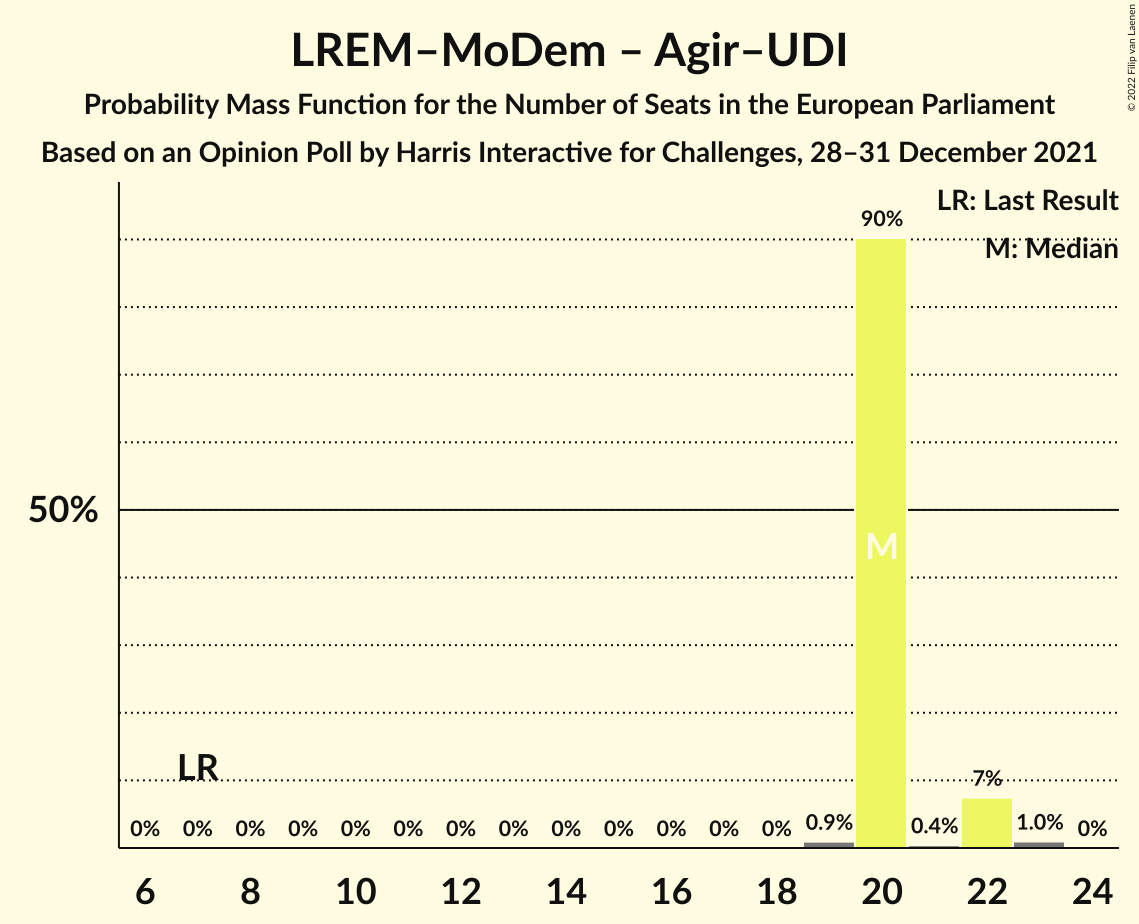 LREM–MoDem – Agir–UDI
Probability Mass Function for the Number of Seats in the European Parliament
Based on an Opinion Poll by Harris Interactive for Challenges, 28–31 December 2021
© 2022 Filip van Laenen
LR: Last Result
M: Median
90%
50%
M
LR
7%
0% 0% 0% 0% 0% 0% 0% 0% 0% 0% 0% 0% 0% 0.9% 0.4% 1.0% 0%
6 8 10 12 14 16 18 20 22 24